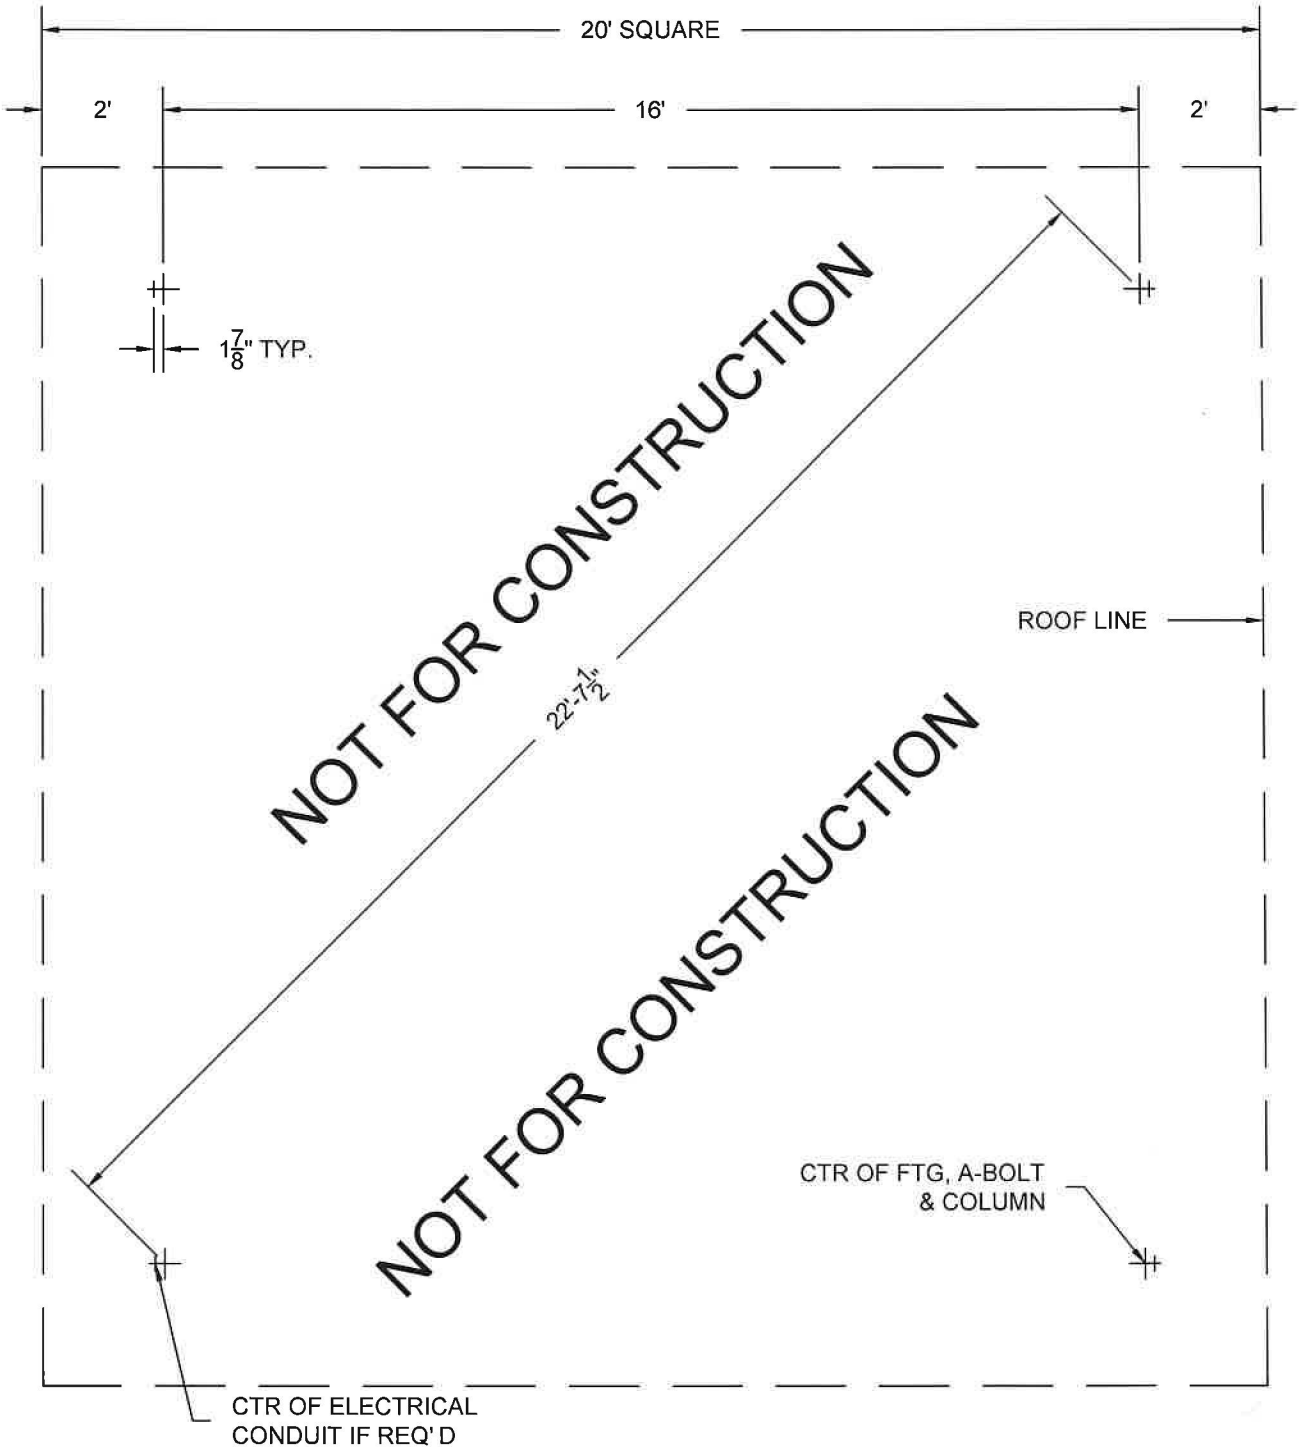 20' SQUARE
2'
16'
2'
1 7/8" TYP.
NOT FOR CONSTRUCTION
ROOF LINE
22'-7 1/2"
NOT FOR CONSTRUCTION
CTR OF FTG, A-BOLT
& COLUMN
CTR OF ELECTRICAL
CONDUIT IF REQ'D